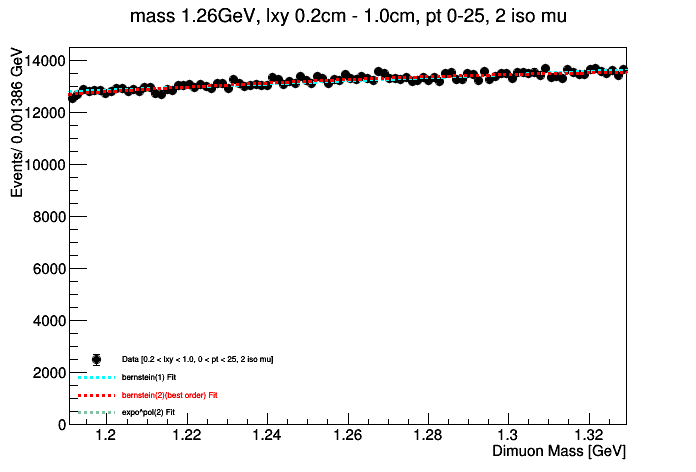 mass 1.26GeV, lxy 0.2cm - 1.0cm, pt 0-25, 2 iso mu
Events/ 0.001386 GeV
14000
12000
10000
8000
6000
4000
2000
0
Data [0.2 < lxy < 1.0, 0 < pt < 25, 2 iso mu]
bernstein(1) Fit
bernstein(2)(best order) Fit
expo*pol(2) Fit
1.2 1.22 1.24 1.26 1.28 1.3 1.32
Dimuon Mass [GeV]